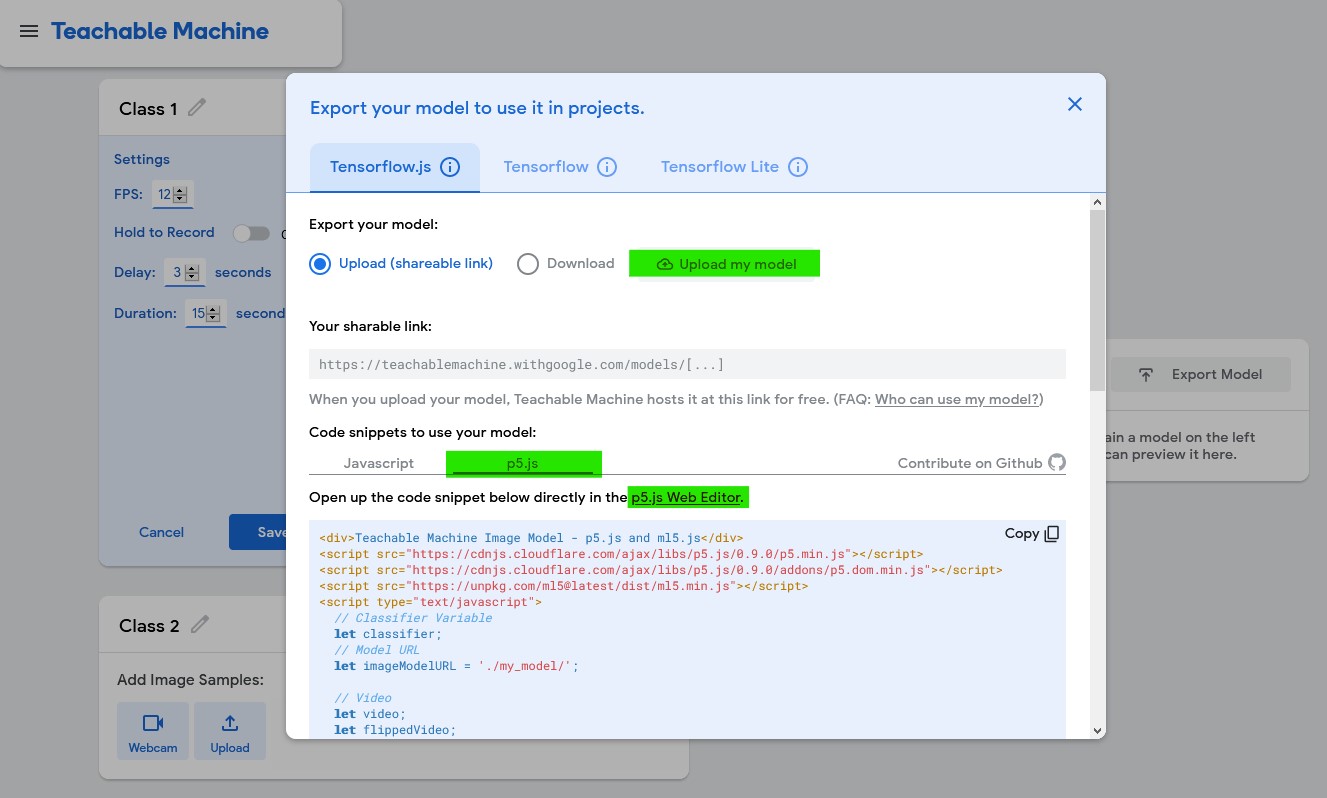 Teachable Machine
Class 1
Settings
FPS: 12
Hold to Record
Delay: 3 seconds
Duration: 15 second
Cancel
Save
Class 2
Add Image Samples:
Webcam
Upload
Export your model to use it in projects.
Tensorflow.js
Tensorflow
Tensorflow Lite
Export your model:
Upload (shareable link)
Download
Upload my model
Your sharable link:
https://teachablemachine.withgoogle.com/models/[...]
When you upload your model, Teachable Machine hosts it at this link for free. (FAQ: Who can use my model?)
Code snippets to use your model:
Javascript
p5.js
Contribute on Github
Open up the code snippet below directly in the p5.js Web Editor.
Copy
<div>Teachable Machine Image Model - p5.js and ml5.js</div>
<script src="https://cdnjs.cloudflare.com/ajax/libs/p5.js/0.9.0/p5.min.js"></script>
<script src="https://cdnjs.cloudflare.com/ajax/libs/p5.js/0.9.0/addons/p5.dom.min.js"></script>
<script src="https://unpkg.com/ml5@latest/dist/ml5.min.js"></script>
<script type="text/javascript">
// Classifier Variable
let classifier;
// Model URL
let imageModelURL = './my_model/';
// Video
let video;
let flippedVideo;
Export Model
ain a model on the left
can preview it here.